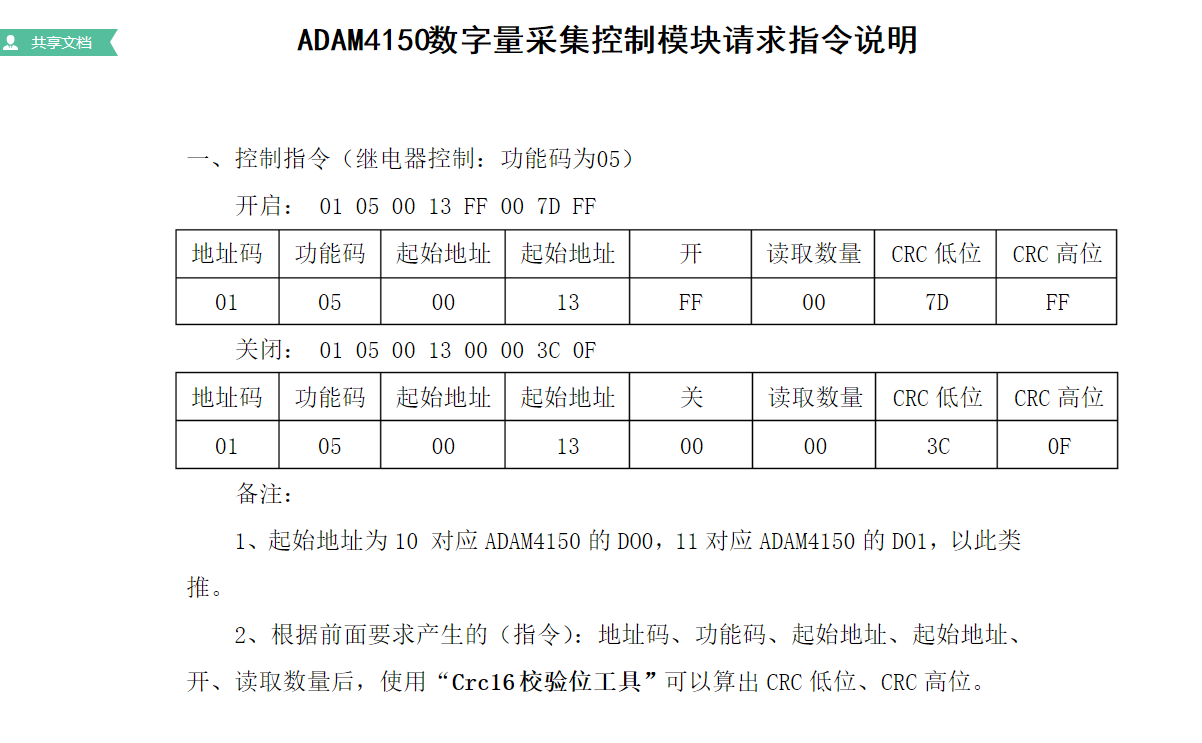 共享文档
ADAM4150数字量采集控制模块请求指令说明
一、控制指令（继电器控制：功能码为05）
开启： 01 05 00 13 FF 00 7D FF
地址码 功能码 起始地址 起始地址 开 读取数量 CRC 低位 CRC 高位
01 05 00 13 FF 00 7D FF
关闭： 01 05 00 13 00 00 3C 0F
地址码 功能码 起始地址 起始地址 关 读取数量 CRC 低位 CRC 高位
01 05 00 13 00 00 3C 0F
备注：
1、起始地址为10 对应 ADAM4150 的 DO0，11 对应 ADAM4150 的 DO1，以此类
推。
2、根据前面要求产生的（指令）：地址码、功能码、起始地址、起始地址、
开、读取数量后，使用“Crc16 校验位工具”可以算出 CRC 低位、CRC 高位。